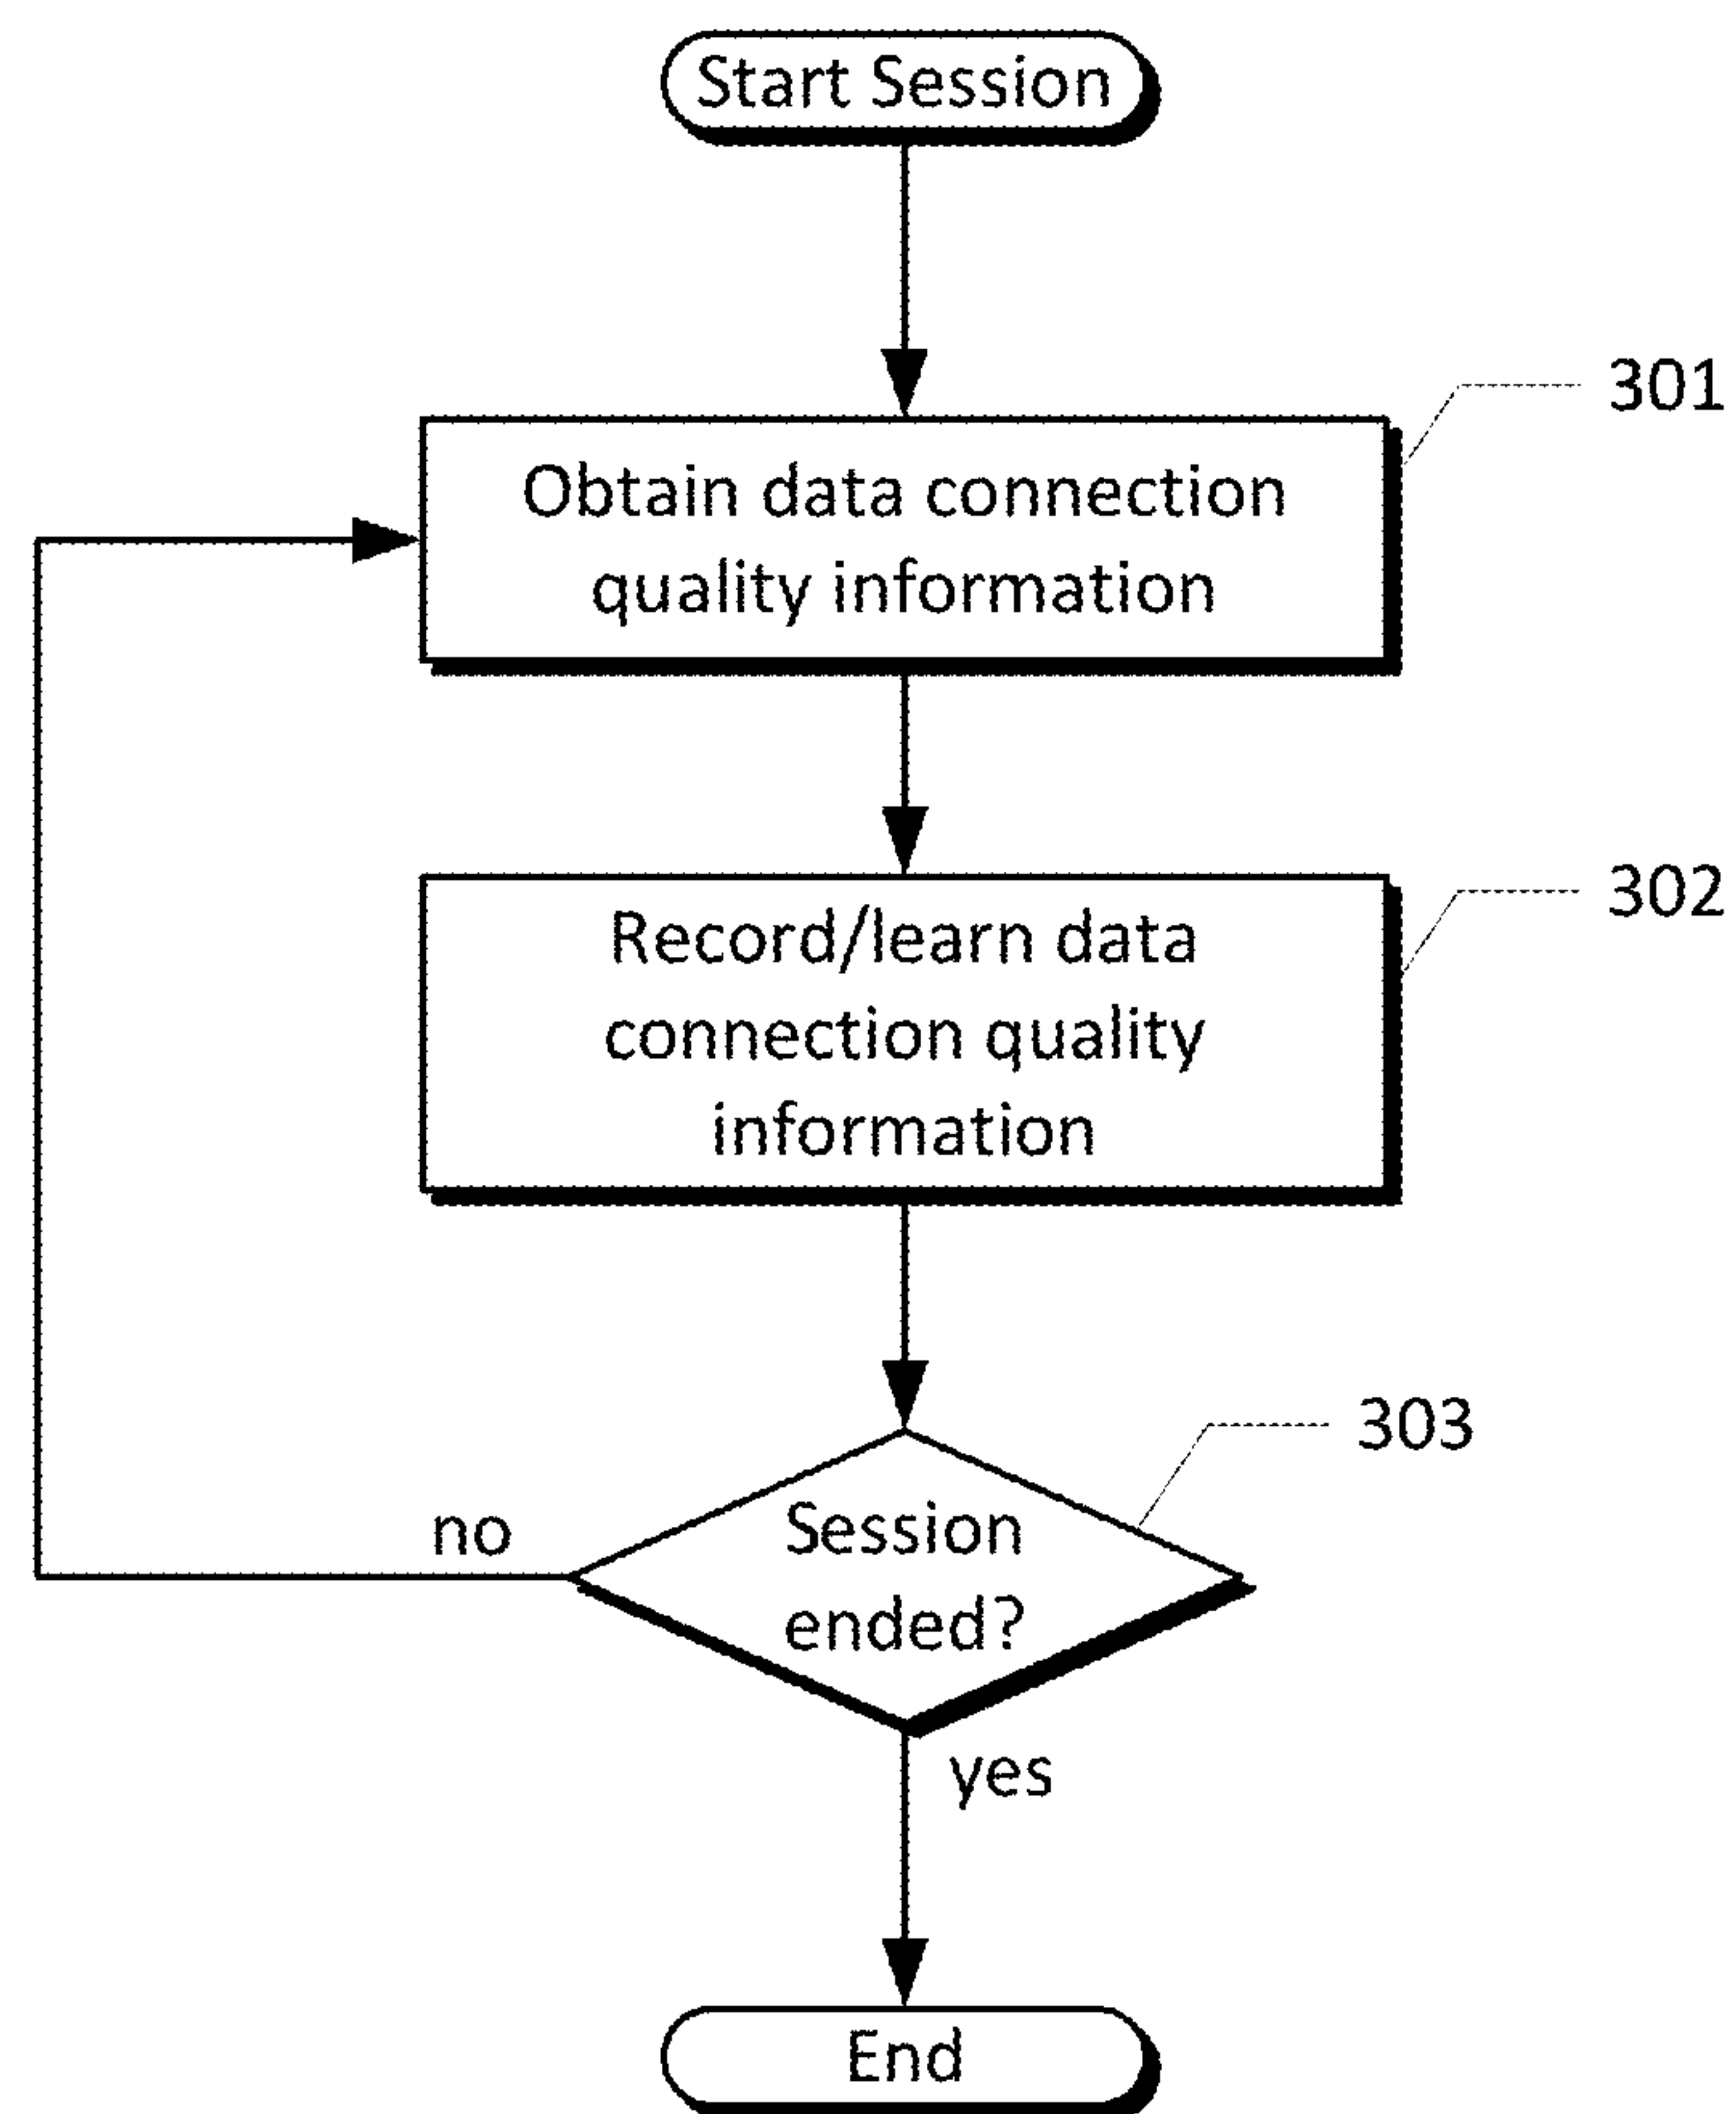 Start Session
301
Obtain data connection
quality information
302
Record/learn data
connection quality
information
303
no
Session
ended?
yes
End